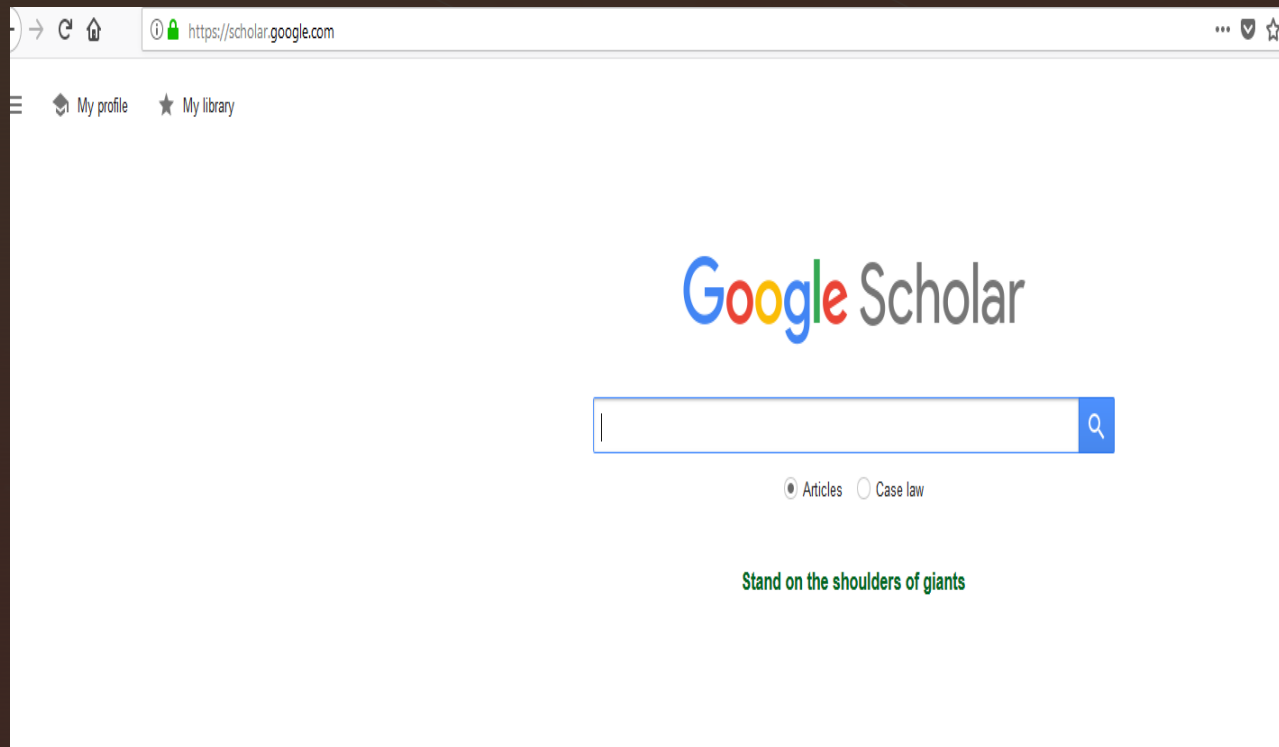 https://scholar.google.com
My profile My library
Google Scholar
Articles Case law
Stand on the shoulders of giants